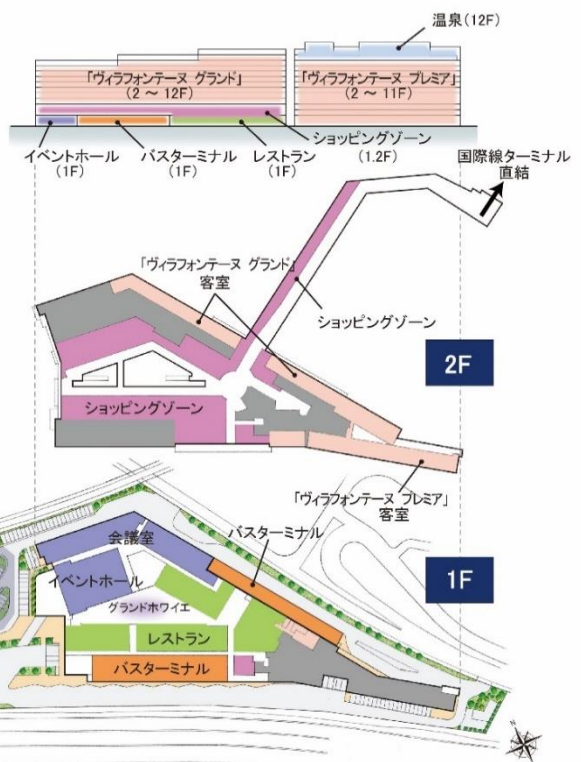 温泉(12F)
「ヴィラフォンテーヌ グランド」
(2 ～ 12F)
「ヴィラフォンテーヌ プレミア」
(2 ～ 11F)
イベントホール
(1F)
バスターミナル
(1F)
レストラン
(1F)
ショッピングゾーン
(1.2F)
国際線ターミナル
直結
「ヴィラフォンテーヌ グランド」
客室
ショッピングゾーン
2F
ショッピングゾーン
「ヴィラフォンテーヌ プレミア」
客室
バスターミナル
会議室
1F
イベントホール
グランドホワイエ
レストラン
バスターミナル